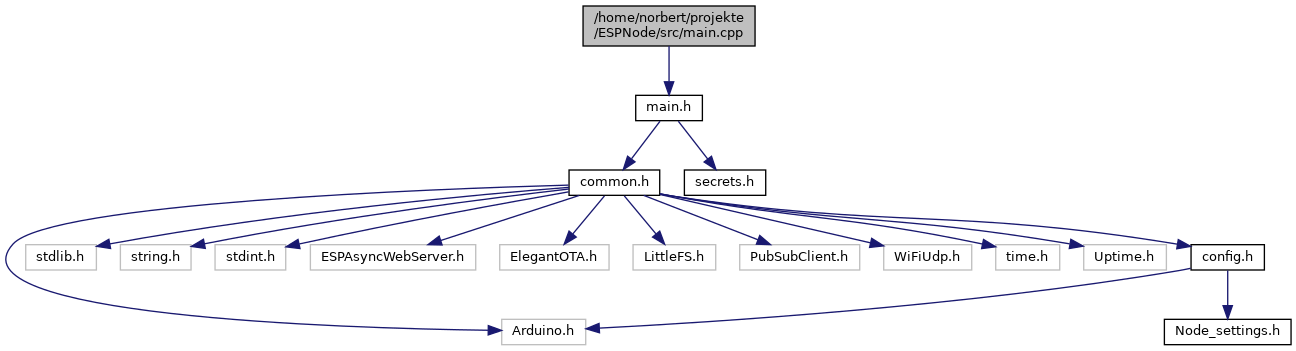 /home/norbert/projekte
/ESPNode/src/main.cpp
main.h
common.h
secrets.h
stdlib.h
string.h
stdint.h
ESPAsyncWebServer.h
ElegantOTA.h
LittleFS.h
PubSubClient.h
WiFiUdp.h
time.h
Uptime.h
config.h
Arduino.h
Node_settings.h